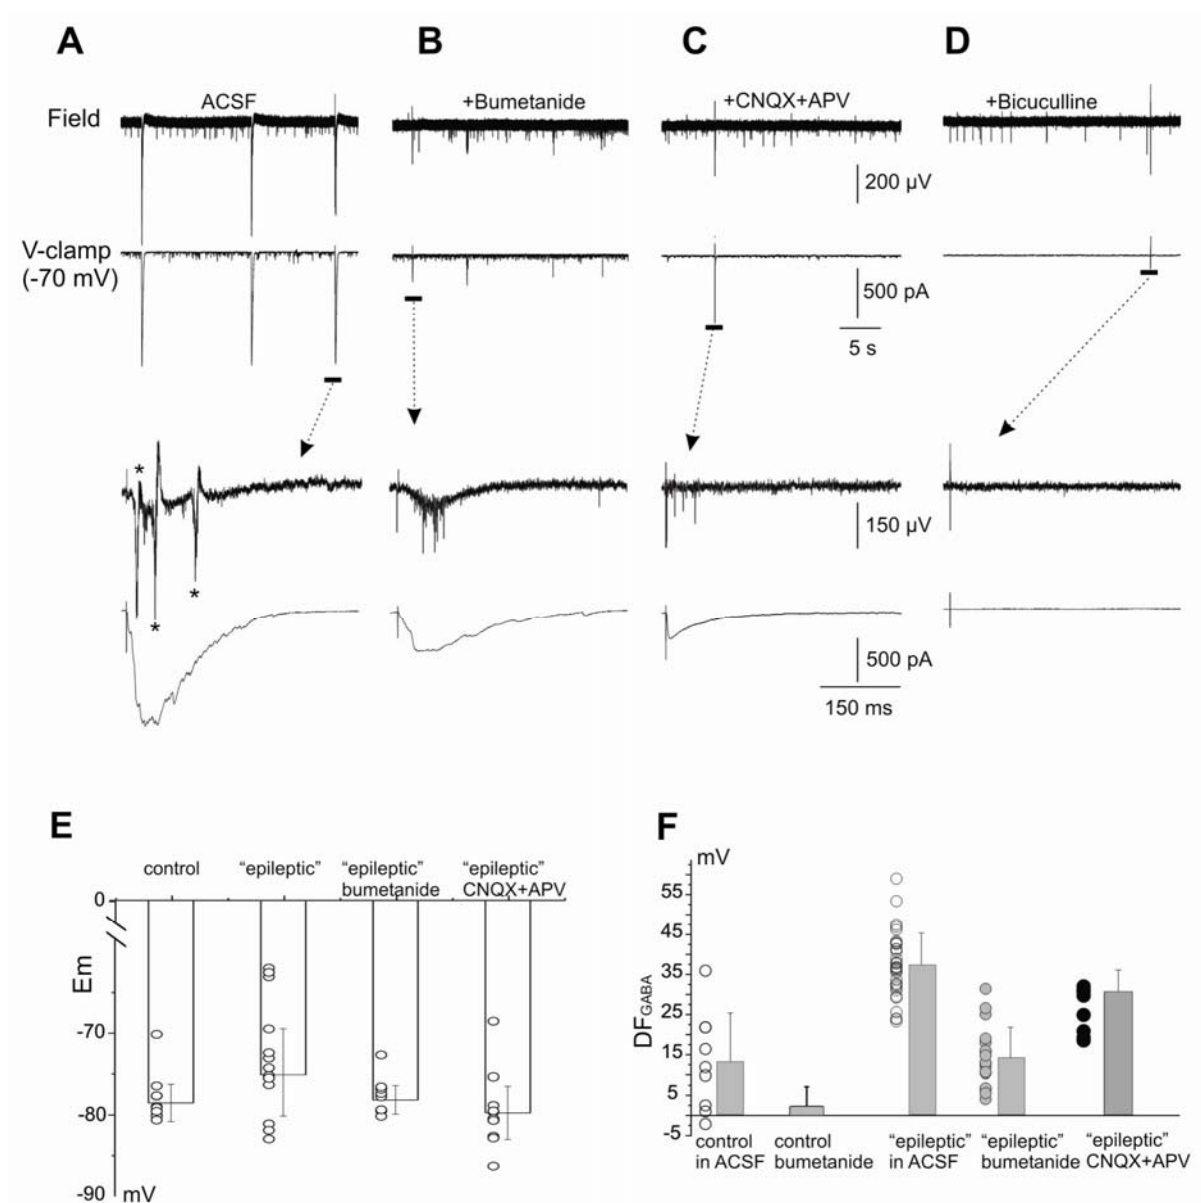 A
B
C
D
ACSF
+Bumetanide
+CNQX+APV
+Bicuculline
Field
200 µV
V-clamp
(-70 mV)
500 pA
5 s
*
*
*
150 µV
500 pA
150 ms
E
control
"epileptic"
"epileptic"
bumetanide
"epileptic"
CNQX+APV
0
Em
-70
-80
-90
mV
F
mV
55
45
35
25
15
5
-5
DFGABA
control
in ACSF
control
bumetanide
"epileptic"
in ACSF
"epileptic"
bumetanide
"epileptic"
CNQX+APV